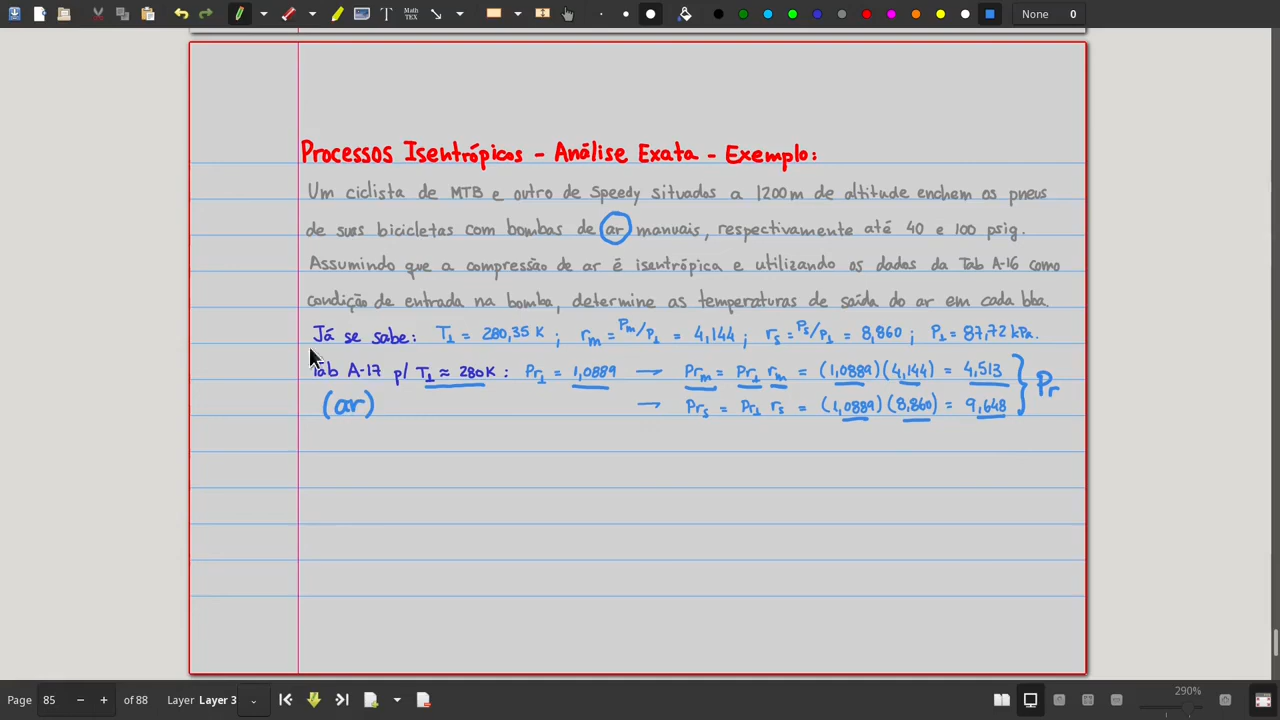 T
Math
TEX
None 0
Processos Isentrópicos - Análise Exata - Exemplo:
Um ciclista de MTB e outro de Speedy situados a 1200 m de altitude enchem os pneus
de suas bicicletas com bombas de ar manuais, respectivamente até 40 e 100 psig.
Assumindo que a compressão de ar é isentrópica e utilizando os dados da Tab A-16 como
condição de entrada na bomba, determine as temperaturas de saída do ar em cada bba.
Já se sabe: T₁ = 280,35 K ; rₘ = Pₘ/P₁ = 4,144 ; rₛ = Pₛ/P₁ = 8,860 ; P₁ = 87,72 kPa.
Tab A-17 p/ T₁ ≈ 280K : Pr₁ = 1,0889 → Prₘ = Pr₁ rₘ = (1,0889)(4,144) = 4,513 } Pr
(ar) → Prₛ = Pr₁ rₛ = (1,0889)(8,860) = 9,648
Page 85 − + of 88 Layer Layer 3 290%